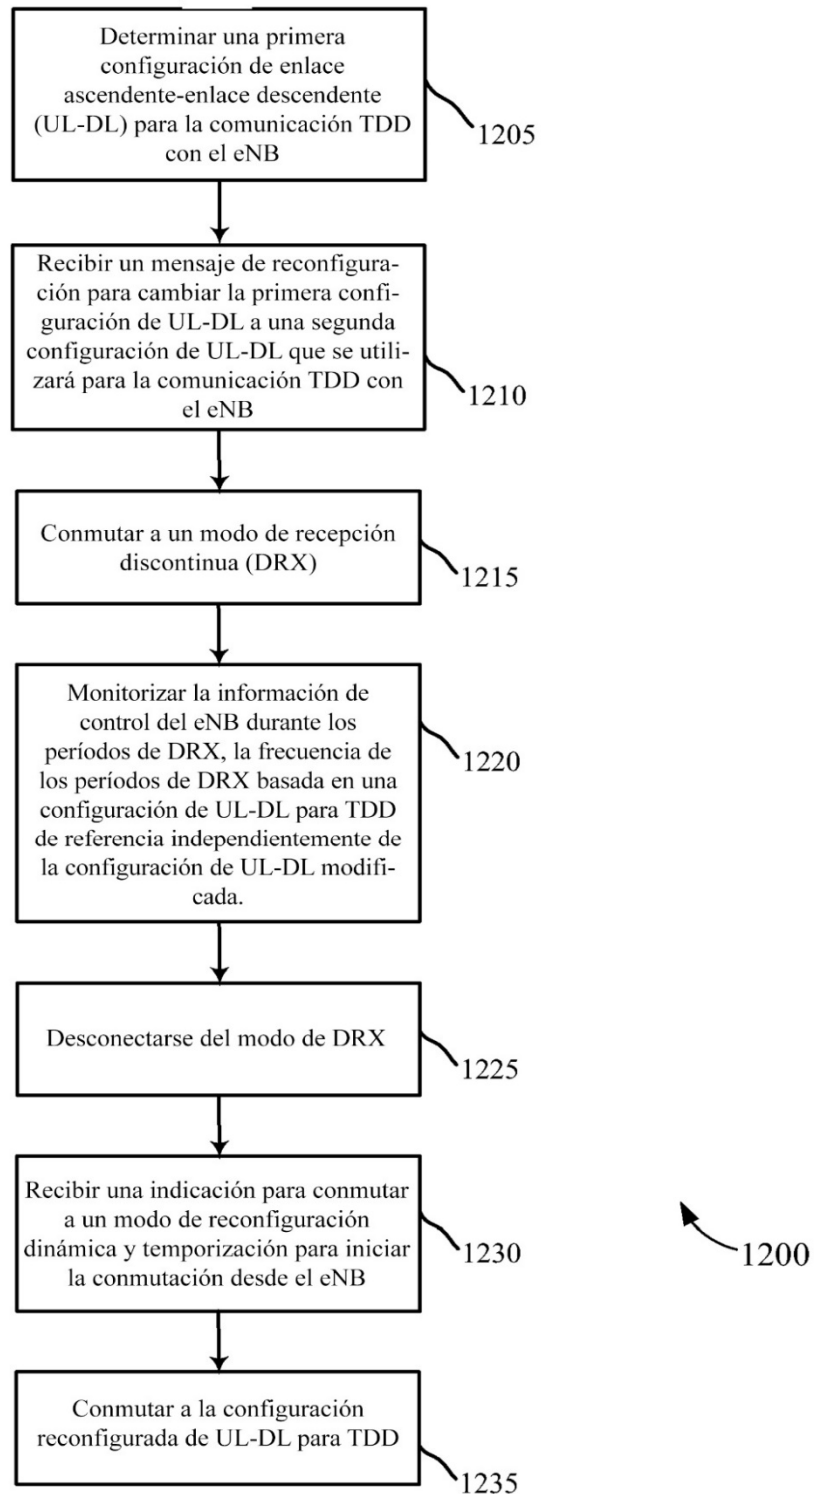 Determinar una primera
configuración de enlace
ascendente-enlace descendente
(UL-DL) para la comunicación TDD
con el eNB
1205
Recibir un mensaje de reconfigura-
ción para cambiar la primera confi-
guración de UL-DL a una segunda
configuración de UL-DL que se utili-
zará para la comunicación TDD con
el eNB
1210
Conmutar a un modo de recepción
discontinua (DRX)
1215
Monitorizar la información de
control del eNB durante los
períodos de DRX, la frecuencia de
los períodos de DRX basada en una
configuración de UL-DL para TDD
de referencia independientemente de
la configuración de UL-DL modifi-
cada.
1220
Desconectarse del modo de DRX
1225
Recibir una indicación para conmutar
a un modo de reconfiguración
dinámica y temporización para iniciar
la conmutación desde el eNB
1230
1200
Conmutar a la configuración
reconfigurada de UL-DL para TDD
1235